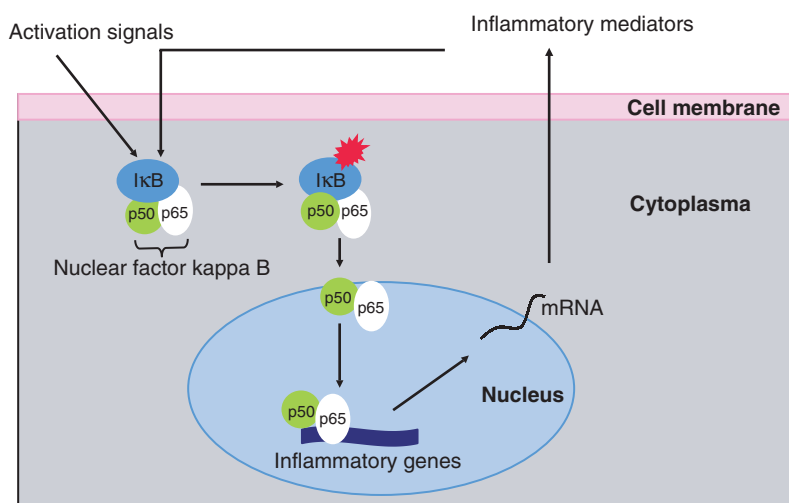 Activation signals
Inflammatory mediators
Cell membrane
IκB
p50 p65
Nuclear factor kappa B
IκB
p50 p65
Cytoplasma
p50 p65
mRNA
Nucleus
p50 p65
Inflammatory genes